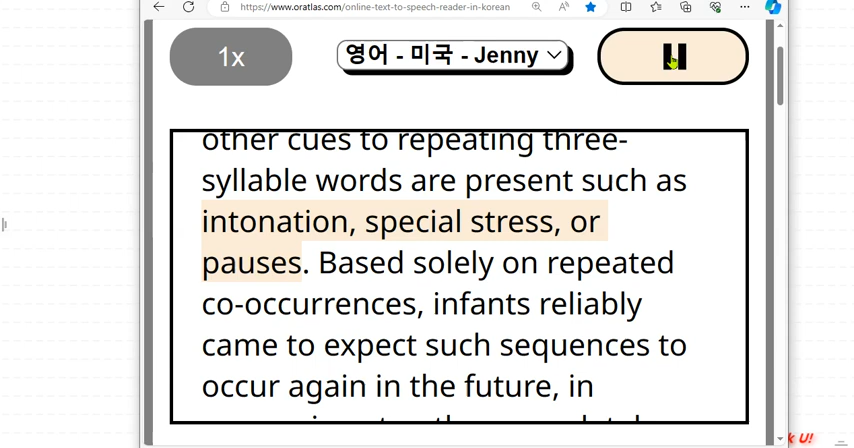 https://www.oratlas.com/online-text-to-speech-reader-in-korean
1x
영어 - 미국 - Jenny
other cues to repeating three-
syllable words are present such as
intonation, special stress, or
pauses. Based solely on repeated
co-occurrences, infants reliably
came to expect such sequences to
occur again in the future, in
k U!